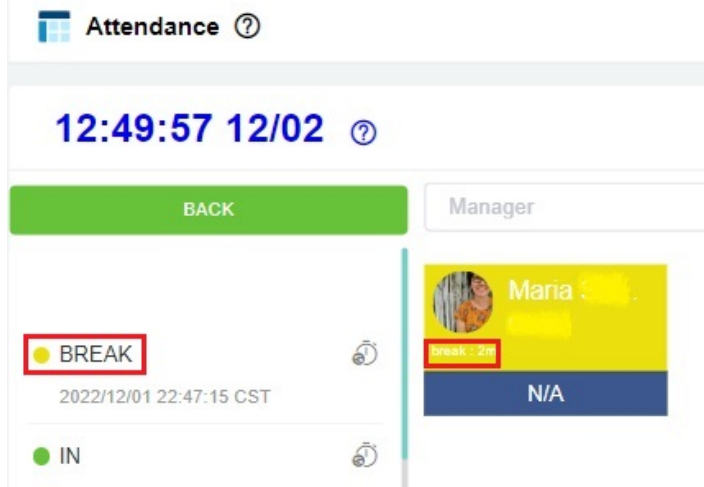 Attendance
12:49:57 12/02
BACK
Manager
Maria
BREAK
break : 2m
2022/12/01 22:47:15 CST
N/A
IN